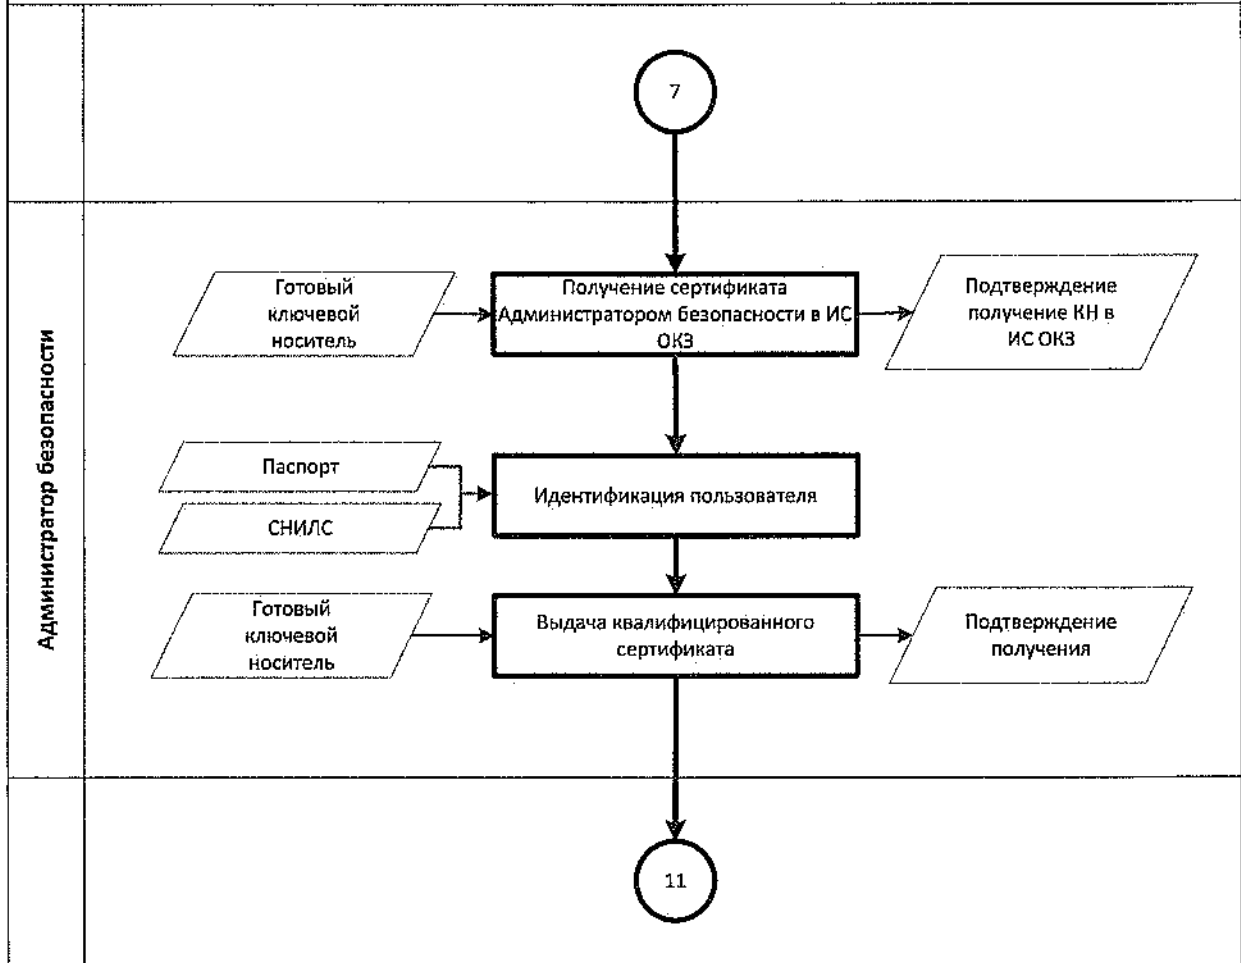 7
Готовый
ключевой
носитель
Получение сертификата
Администратором безопасности в ИС
ОКЗ
Подтверждение
получение КН в
ИС ОКЗ
Администратор безопасности
Паспорт
СНИЛС
Идентификация пользователя
Готовый
ключевой
носитель
Выдача квалифицированного
сертификата
Подтверждение
получения
11